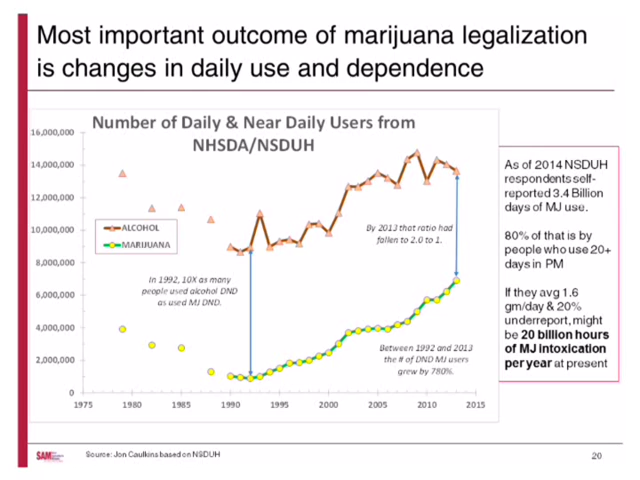 Most important outcome of marijuana legalization
is changes in daily use and dependence
Number of Daily & Near Daily Users from
NHSDA/NSDUH
16,000,000
14,000,000
12,000,000
10,000,000
8,000,000
6,000,000
4,000,000
2,000,000
0
1975
1980
1985
1990
1995
2000
2005
2010
2015
ALCOHOL
MARIJUANA
In 1992, 10X as many
people used alcohol DND
as used MJ DND.
By 2013 that ratio had
fallen to 2.0 to 1.
Between 1992 and 2013
the # of DND MJ users
grew by 780%.
As of 2014 NSDUH
respondents self-
reported 3.4 Billion
days of MJ use.
80% of that is by
people who use 20+
days in PM
If they avg 1.6
gm/day & 20%
underreport, might
be 20 billion hours
of MJ intoxication
per year at present
SAM
Source: Jon Caulkins based on NSDUH
20